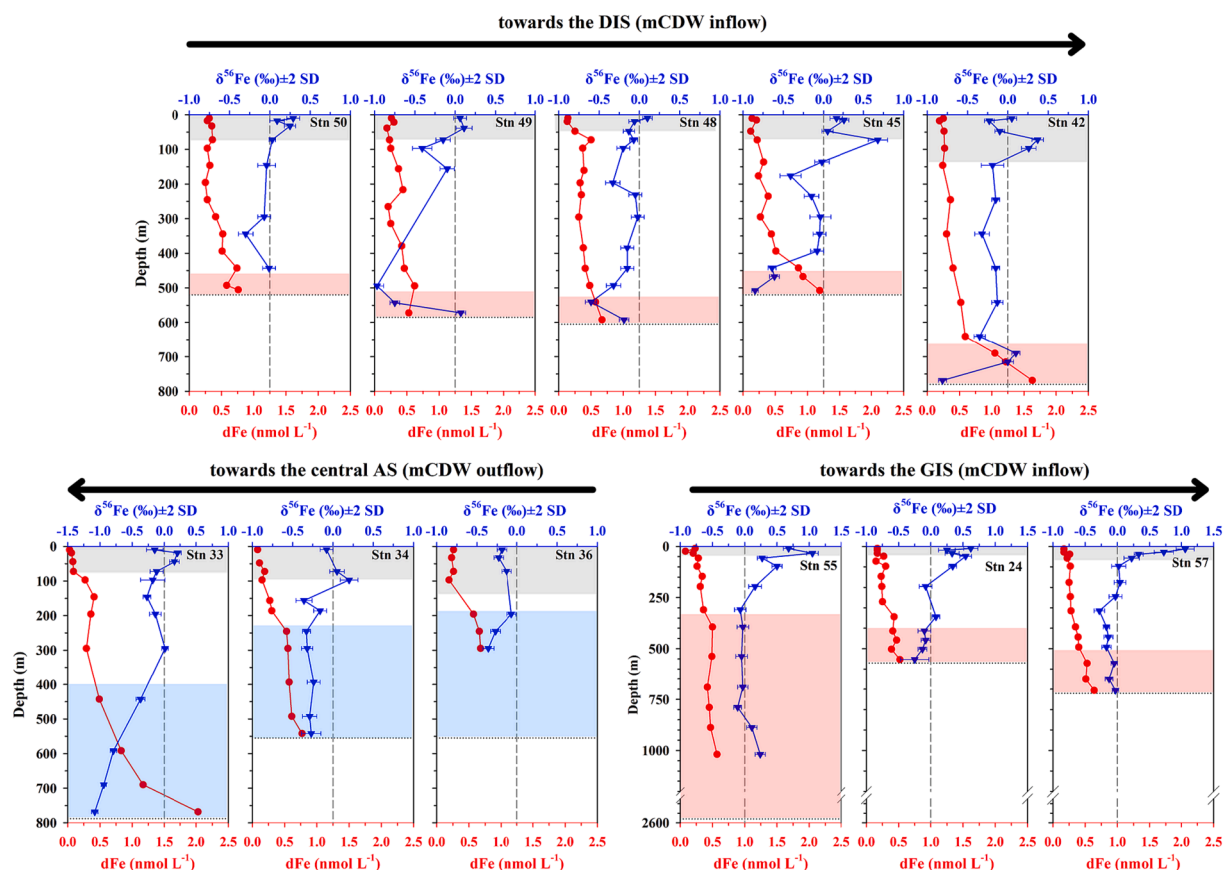 towards the DIS (mCDW inflow)
δ⁵⁶Fe (‰)±2 SD δ⁵⁶Fe (‰)±2 SD δ⁵⁶Fe (‰)±2 SD δ⁵⁶Fe (‰)±2 SD δ⁵⁶Fe (‰)±2 SD
-1.0 -0.5 0.0 0.5 1.0 -1.0 -0.5 0.0 0.5 1.0 -1.0 -0.5 0.0 0.5 1.0 -1.0 -0.5 0.0 0.5 1.0 -1.0 -0.5 0.0 0.5 1.0
Stn 50 Stn 49 Stn 48 Stn 45 Stn 42
0
100
200
300
400
500
600
700
800
Depth (m)
0.0 0.5 1.0 1.5 2.0 2.5 0.0 0.5 1.0 1.5 2.0 2.5 0.0 0.5 1.0 1.5 2.0 2.5 0.0 0.5 1.0 1.5 2.0 2.5 0.0 0.5 1.0 1.5 2.0 2.5
dFe (nmol L⁻¹) dFe (nmol L⁻¹) dFe (nmol L⁻¹) dFe (nmol L⁻¹) dFe (nmol L⁻¹)
towards the central AS (mCDW outflow)
δ⁵⁶Fe (‰)±2 SD δ⁵⁶Fe (‰)±2 SD δ⁵⁶Fe (‰)±2 SD
-1.5 -1.0 -0.5 0.0 0.5 1.0 -1.0 -0.5 0.0 0.5 1.0 -1.0 -0.5 0.0 0.5 1.0
Stn 33 Stn 34 Stn 36
0
100
200
300
400
500
600
700
800
Depth (m)
0.0 0.5 1.0 1.5 2.0 2.5 0.0 0.5 1.0 1.5 2.0 2.5 0.0 0.5 1.0 1.5 2.0 2.5
dFe (nmol L⁻¹) dFe (nmol L⁻¹) dFe (nmol L⁻¹)
towards the GIS (mCDW inflow)
δ⁵⁶Fe (‰)±2 SD δ⁵⁶Fe (‰)±2 SD δ⁵⁶Fe (‰)±2 SD
-1.0 -0.5 0.0 0.5 1.0 1.5 -1.0 -0.5 0.0 0.5 1.0 1.5 -1.0 -0.5 0.0 0.5 1.0 1.5
Stn 55 Stn 24 Stn 57
0
250
500
750
1000
2600
Depth (m)
0.0 0.5 1.0 1.5 2.0 2.5 0.0 0.5 1.0 1.5 2.0 2.5 0.0 0.5 1.0 1.5 2.0 2.5
dFe (nmol L⁻¹) dFe (nmol L⁻¹) dFe (nmol L⁻¹)